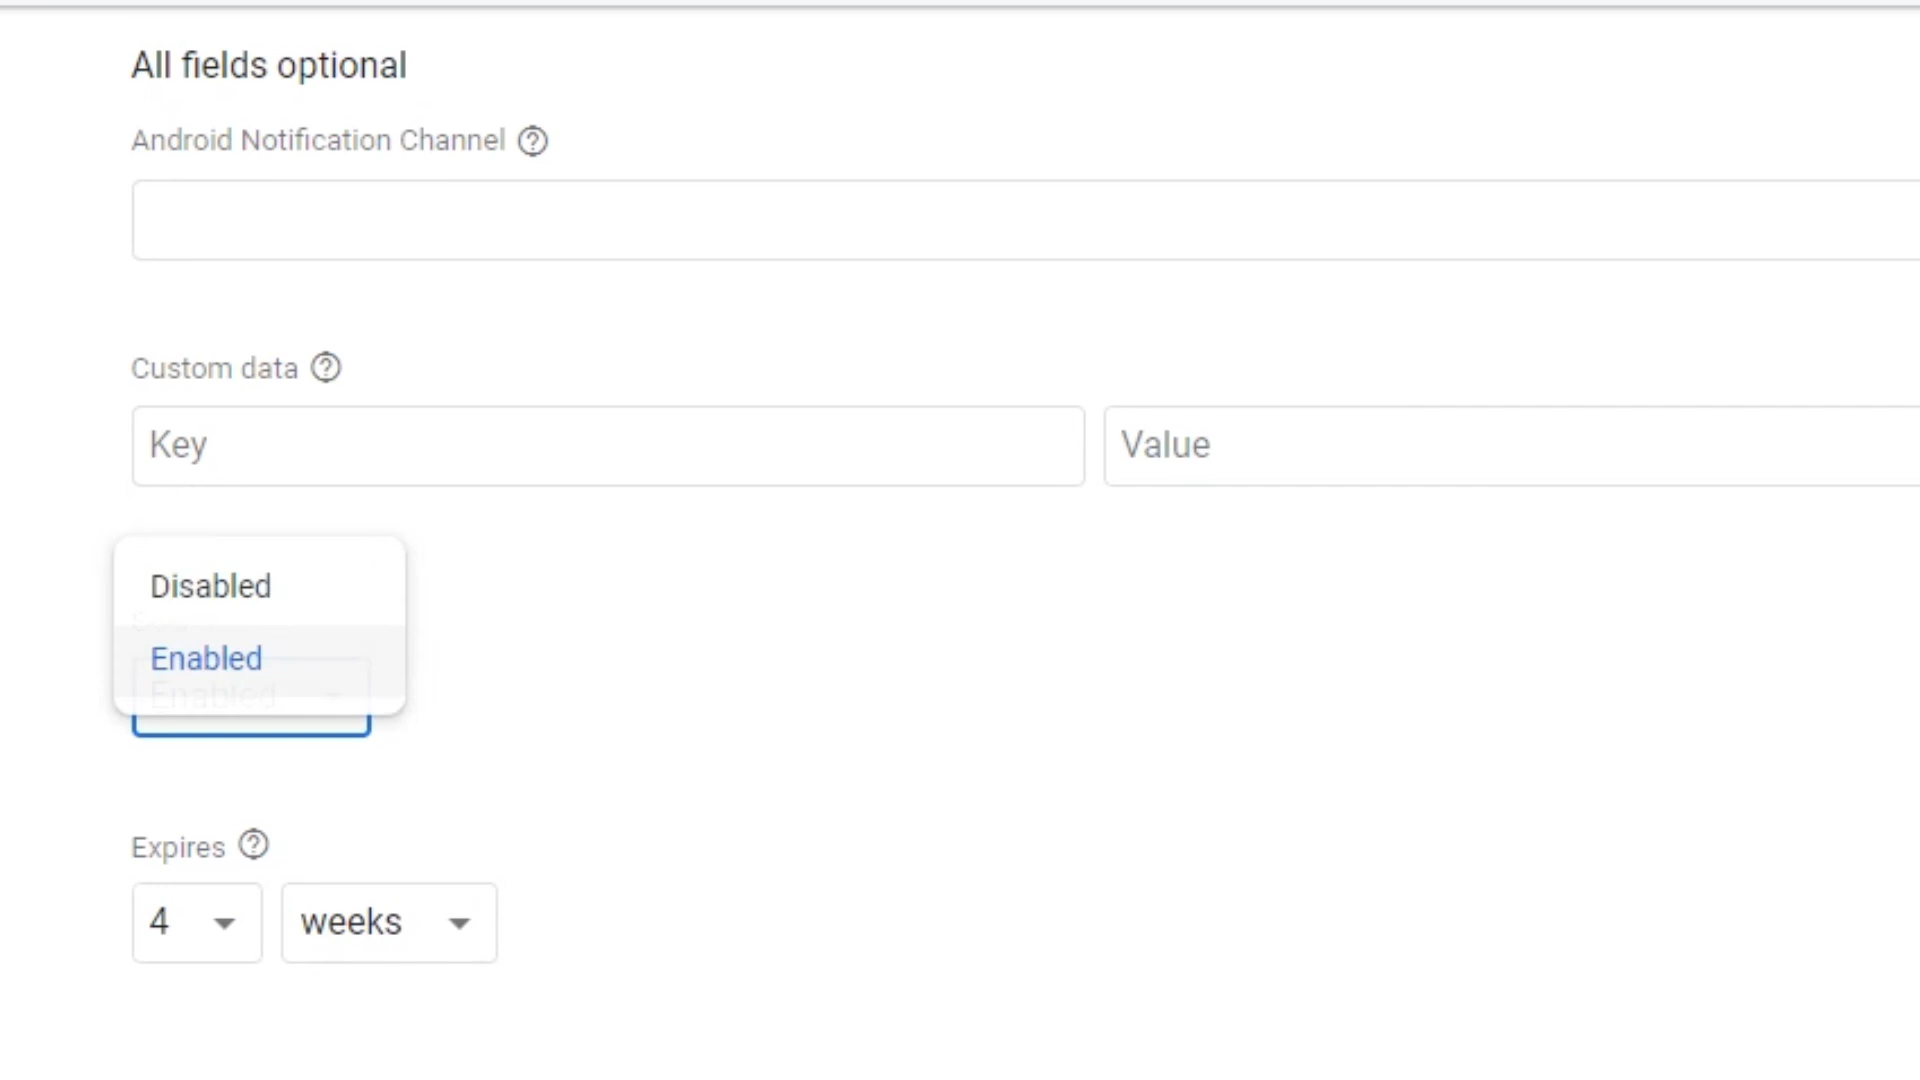 All fields optional
Android Notification Channel
Custom data
Key Value
Disabled
Enabled
Enabled
Expires
4 weeks